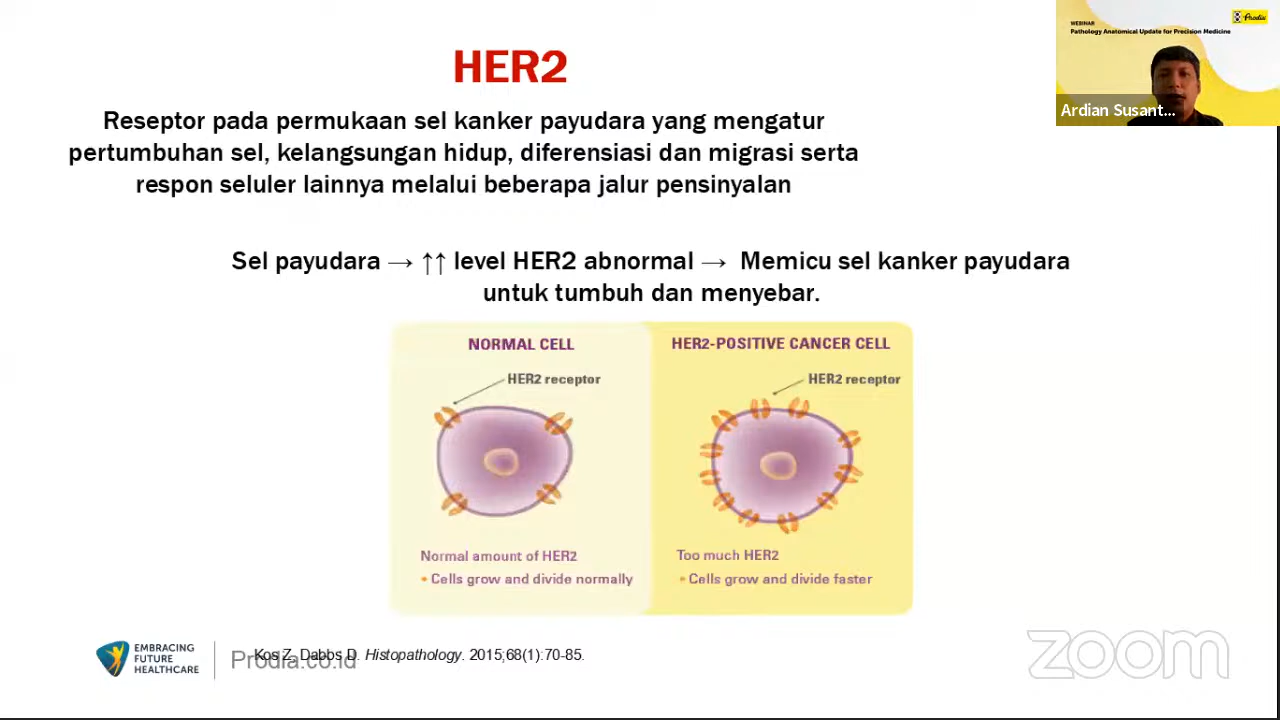 HER2
Reseptor pada permukaan sel kanker payudara yang mengatur
pertumbuhan sel, kelangsungan hidup, diferensiasi dan migrasi serta
respon seluler lainnya melalui beberapa jalur pensinyalan
Sel payudara → ↑↑ level HER2 abnormal → Memicu sel kanker payudara
untuk tumbuh dan menyebar.
NORMAL CELL
HER2 receptor
Normal amount of HER2
• Cells grow and divide normally
HER2-POSITIVE CANCER CELL
HER2 receptor
Too much HER2
• Cells grow and divide faster
EMBRACING
FUTURE
HEALTHCARE
Prodia.co.id
Kos Z, Dabbs D. Histopathology. 2015;68(1):70-85.
zoom
Prodia
WEBINAR
Pathology Anatomical Update for Precision Medicine
Ardian Susant...